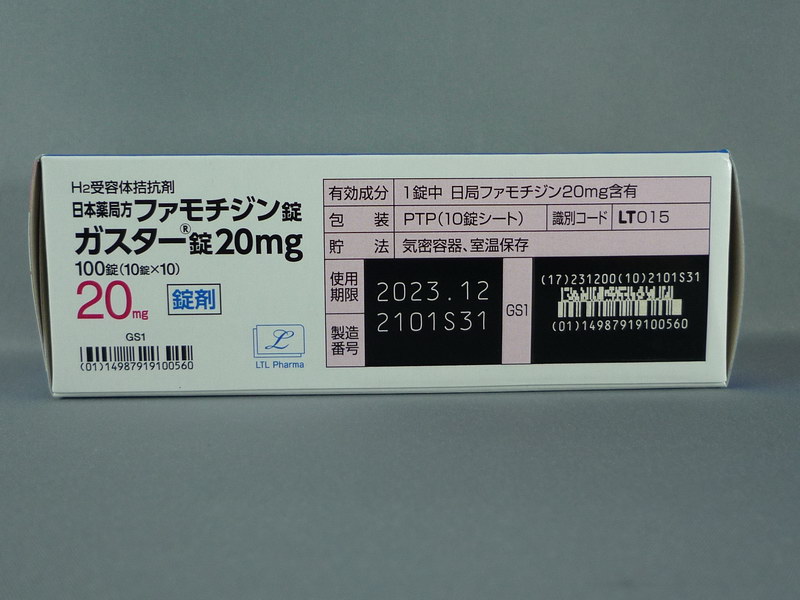 H2受容体拮抗剤
日本薬局方ファモチジン錠
ガスター®錠20mg
100錠(10錠×10)
20mg 錠剤
GS1
(01)14987919100560
LTL Pharma
有効成分 1錠中 日局ファモチジン20mg含有
包装 PTP(10錠シート) 識別コード LT015
貯法 気密容器、室温保存
使用期限 2023.12
製造番号 2101S31
GS1
(17)231200(10)2101S31
(01)14987919100560